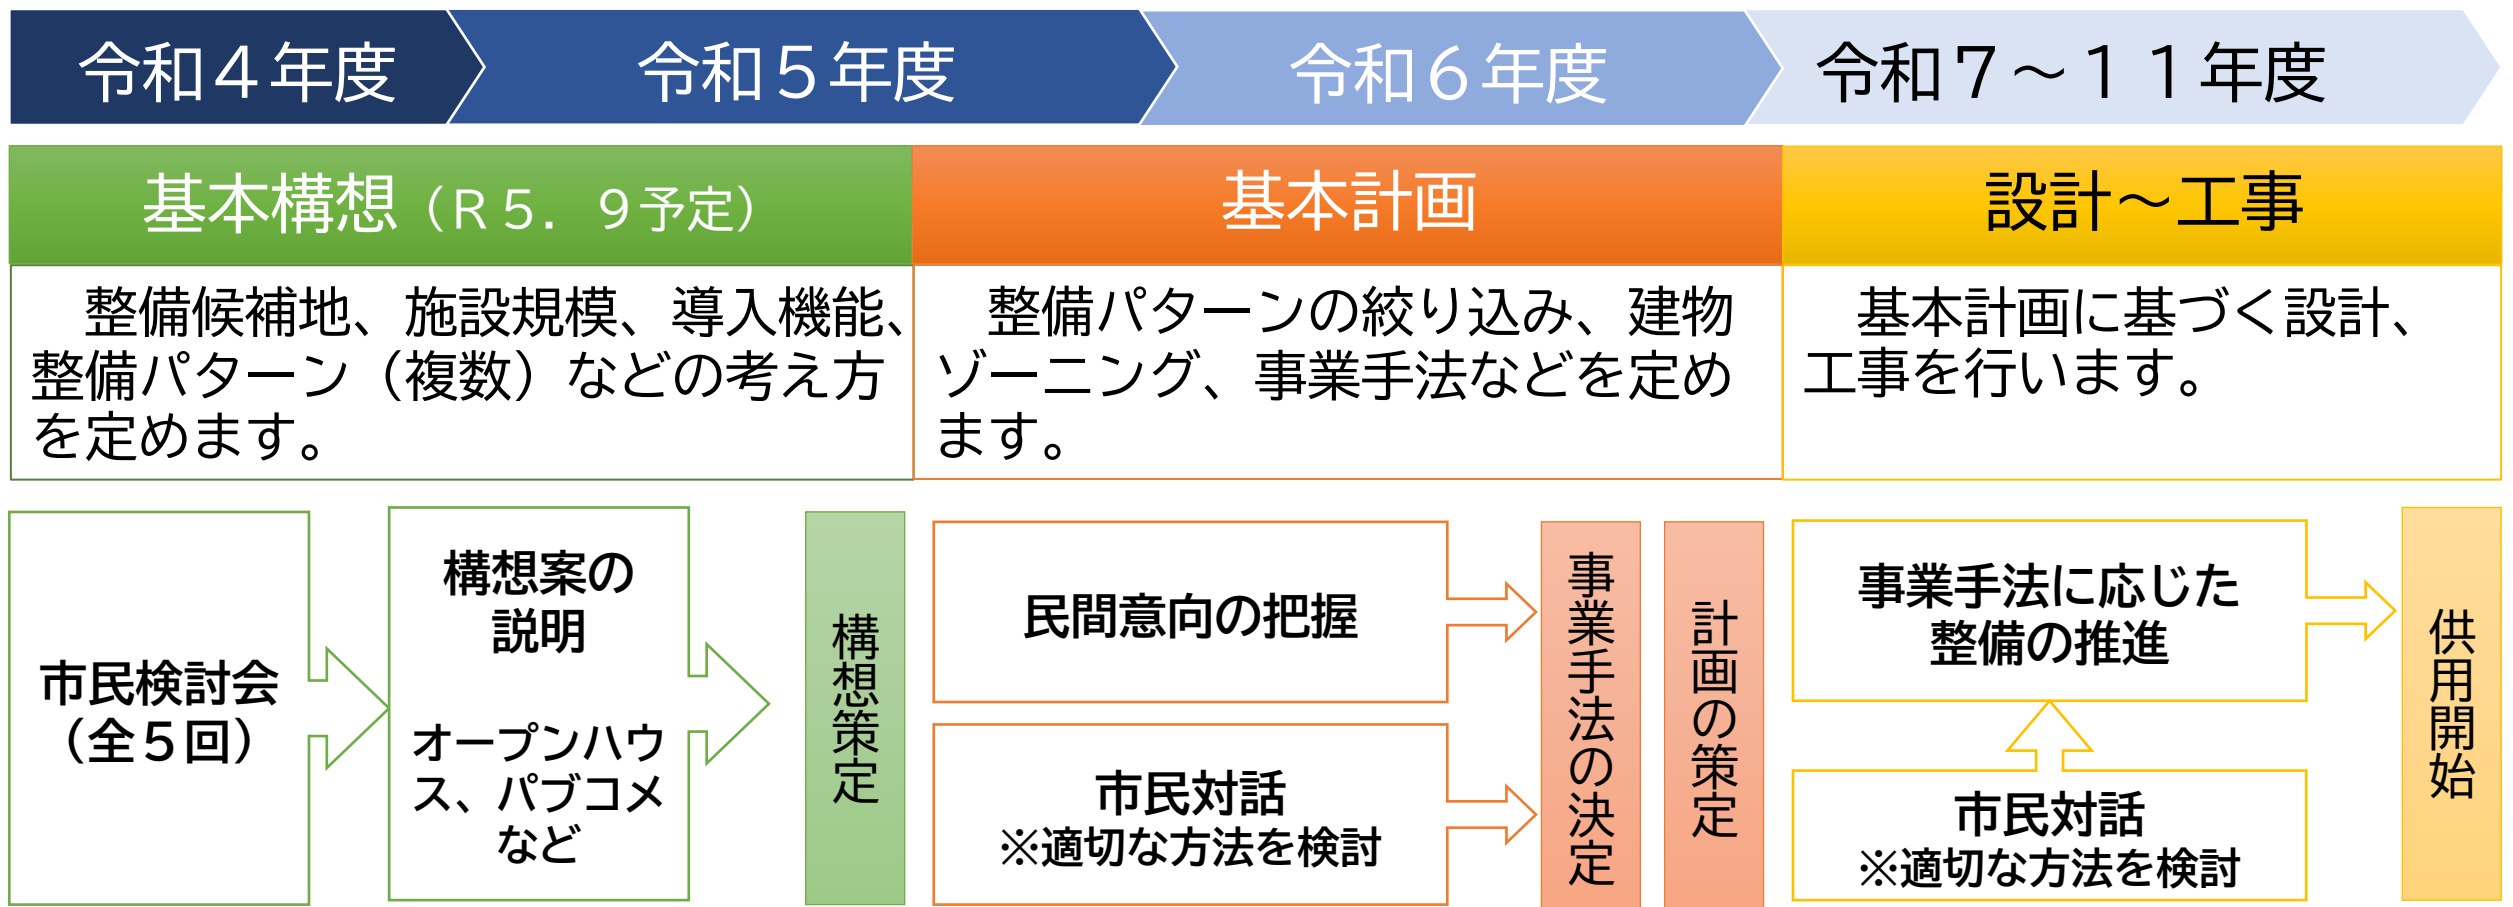 令和４年度
令和５年度
令和６年度
令和７～１１年度
基本構想（Ｒ５．９予定）
基本計画
設計～工事
整備候補地、施設規模、導入機能、
整備パターン（複数）などの考え方
を定めます。
整備パターンの絞り込み、建物
ゾーニング、事業手法などを定め
ます。
基本計画に基づく設計、
工事を行います。
市民検討会
（全５回）
構想案の
説明
オープンハウ
ス、パブコメ
など
構想策定
民間意向の把握
市民対話
※適切な方法を検討
事業手法の決定
計画の策定
事業手法に応じた
整備の推進
市民対話
※適切な方法を検討
供用開始